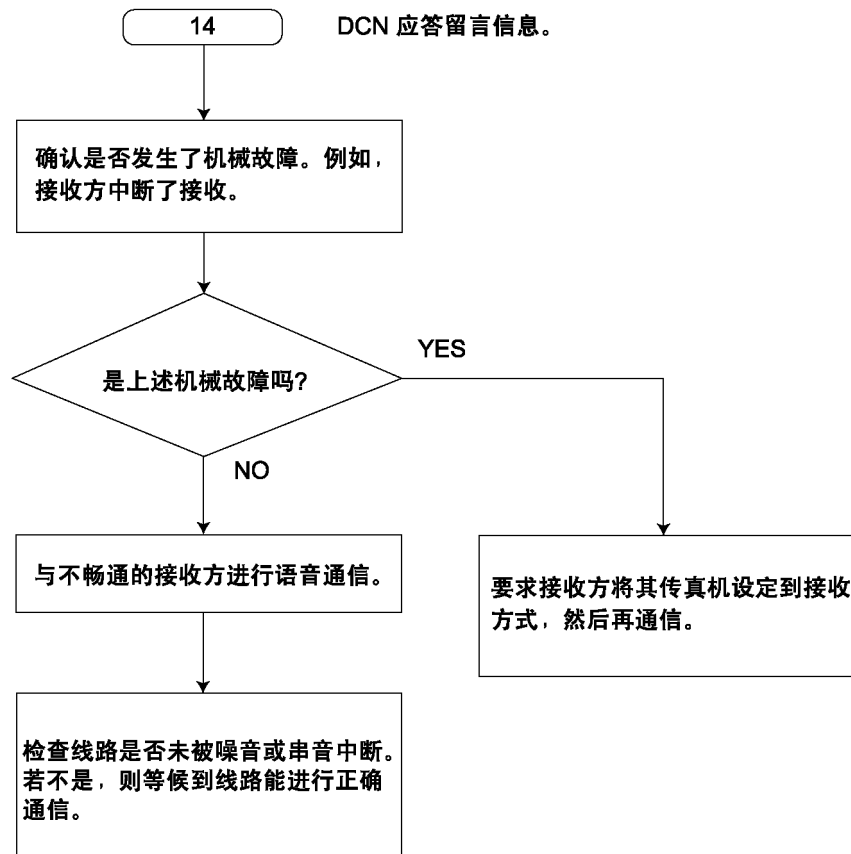 14
DCN 应答留言信息。
确认是否发生了机械故障。例如，
接收方中断了接收。
是上述机械故障吗?
YES
NO
与不畅通的接收方进行语音通信。
要求接收方将其传真机设定到接收
方式，然后再通信。
检查线路是否未被噪音或串音中断。
若不是，则等候到线路能进行正确
通信。